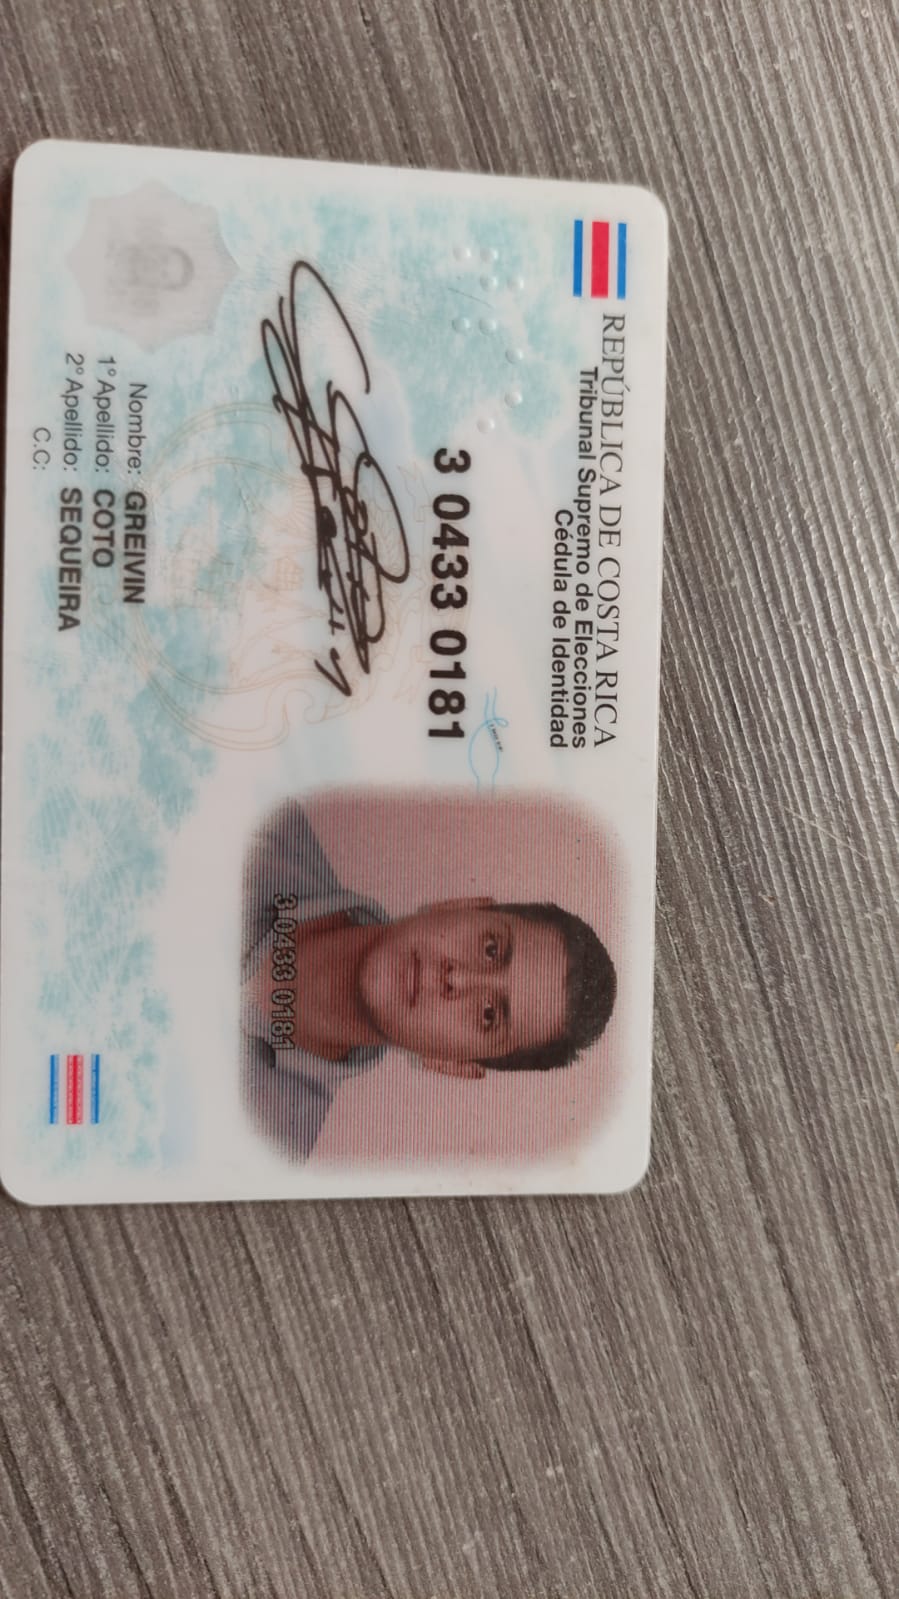 REPÚBLICA DE COSTA RICA
Tribunal Supremo de Elecciones
Cédula de Identidad
3 0433 0181
3 0433 0181
Nombre: GREIVIN
1° Apellido: COTO
2° Apellido: SEQUEIRA
C.C: